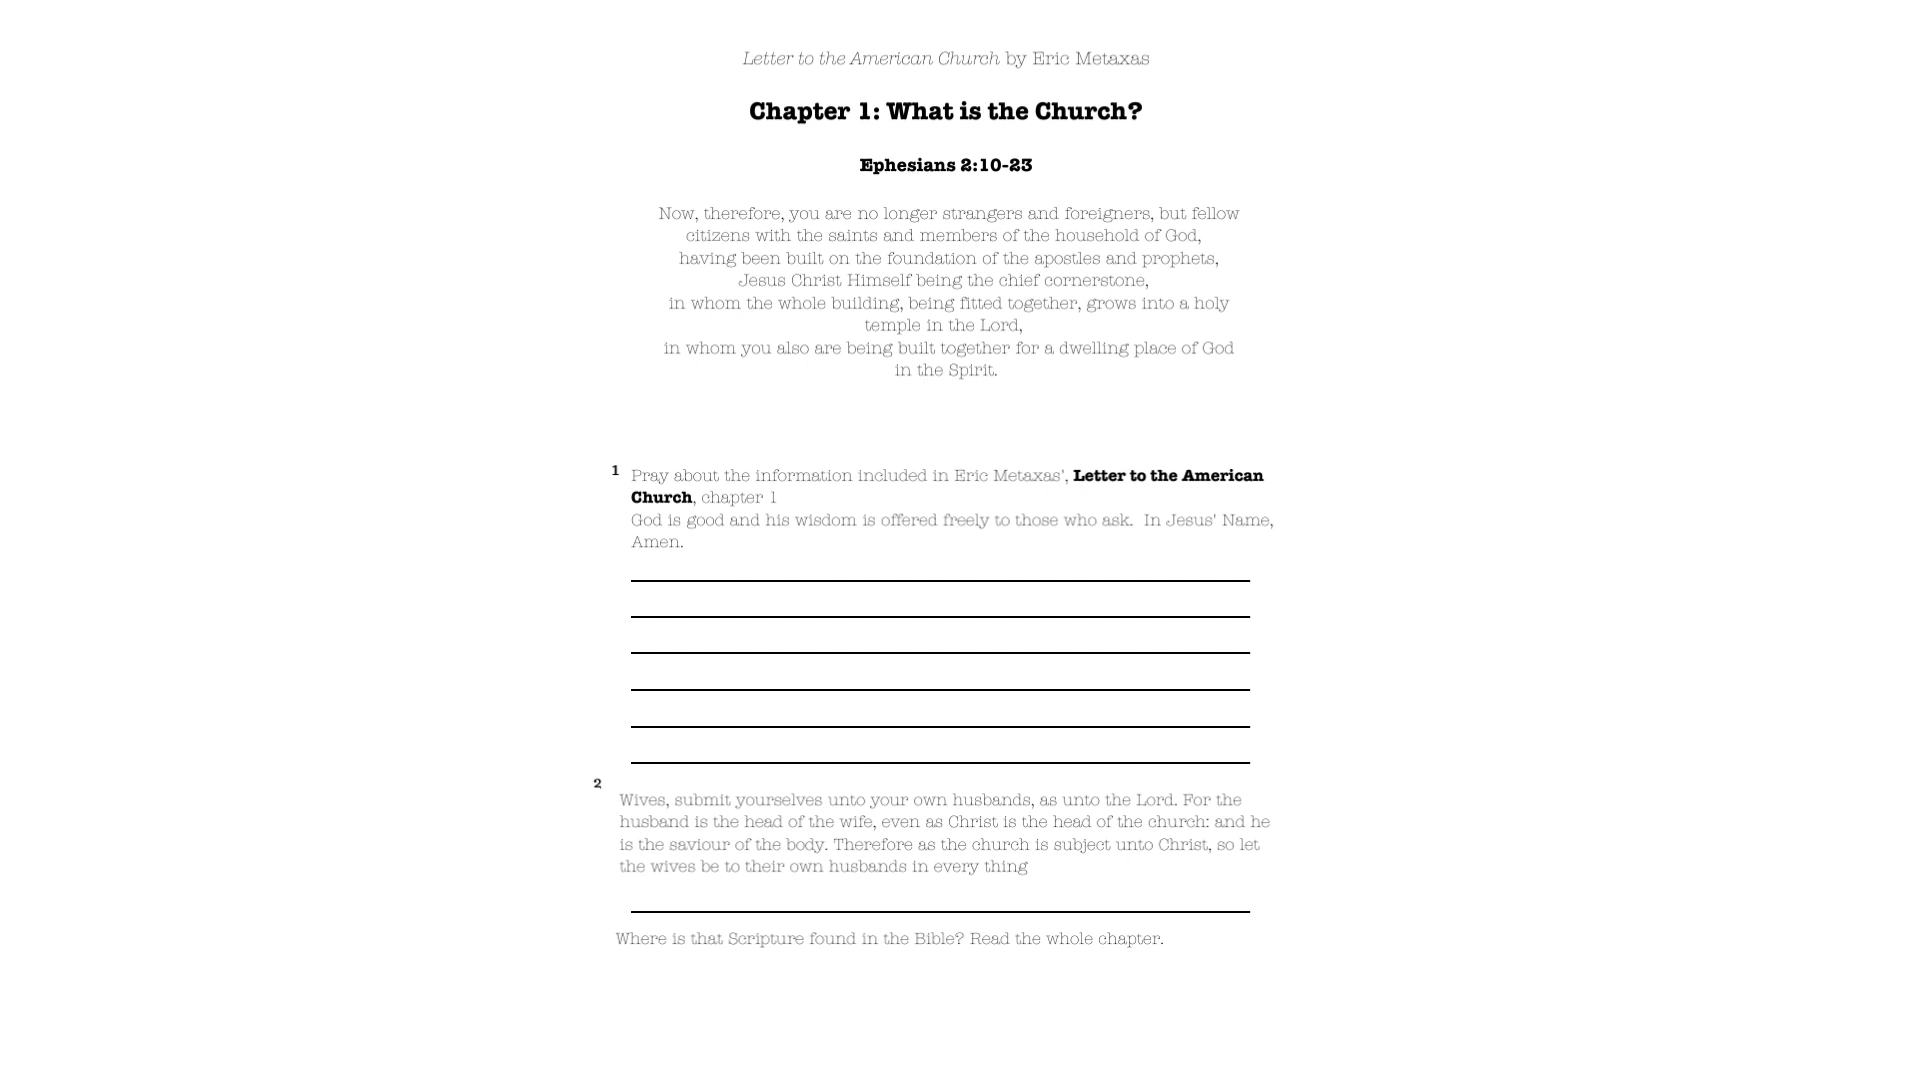 Letter to the American Church by Eric Metaxas
Chapter 1: What is the Church?
Ephesians 2:10-23
Now, therefore, you are no longer strangers and foreigners, but fellow
citizens with the saints and members of the household of God,
having been built on the foundation of the apostles and prophets,
Jesus Christ Himself being the chief cornerstone,
in whom the whole building, being fitted together, grows into a holy
temple in the Lord,
in whom you also are being built together for a dwelling place of God
in the Spirit.
1 Pray about the information included in Eric Metaxas', Letter to the American
Church, chapter 1
God is good and his wisdom is offered freely to those who ask.  In Jesus' Name,
Amen.
2
Wives, submit yourselves unto your own husbands, as unto the Lord. For the
husband is the head of the wife, even as Christ is the head of the church: and he
is the saviour of the body. Therefore as the church is subject unto Christ, so let
the wives be to their own husbands in every thing
Where is that Scripture found in the Bible? Read the whole chapter.